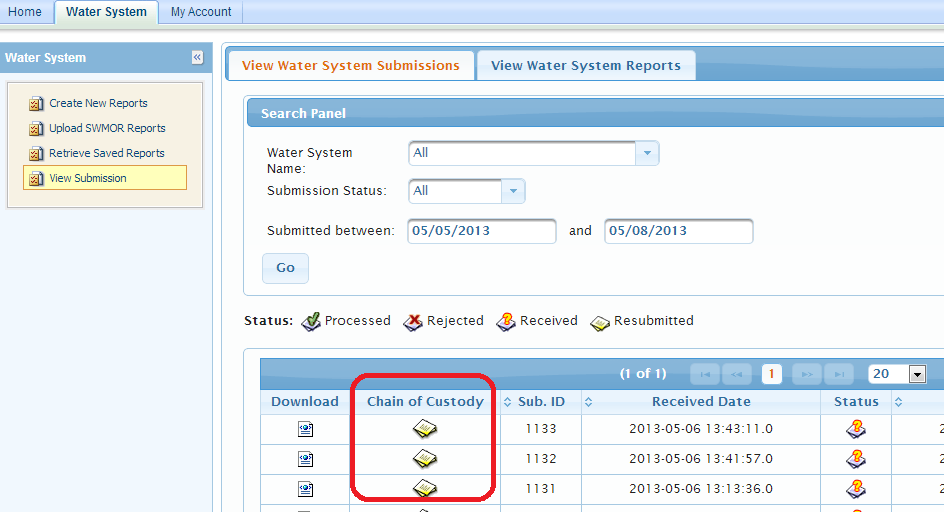 Home Water System My Account
Water System «
Create New Reports
Upload SWMOR Reports
Retrieve Saved Reports
View Submission
View Water System Submissions View Water System Reports
Search Panel
Water System Name: All
Submission Status: All
Submitted between: 05/05/2013 and 05/08/2013
Go
Status: Processed Rejected Received Resubmitted
(1 of 1) 1 20
Download Chain of Custody Sub. ID Received Date Status
1133 2013-05-06 13:43:11.0
1132 2013-05-06 13:41:57.0
1131 2013-05-06 13:13:36.0